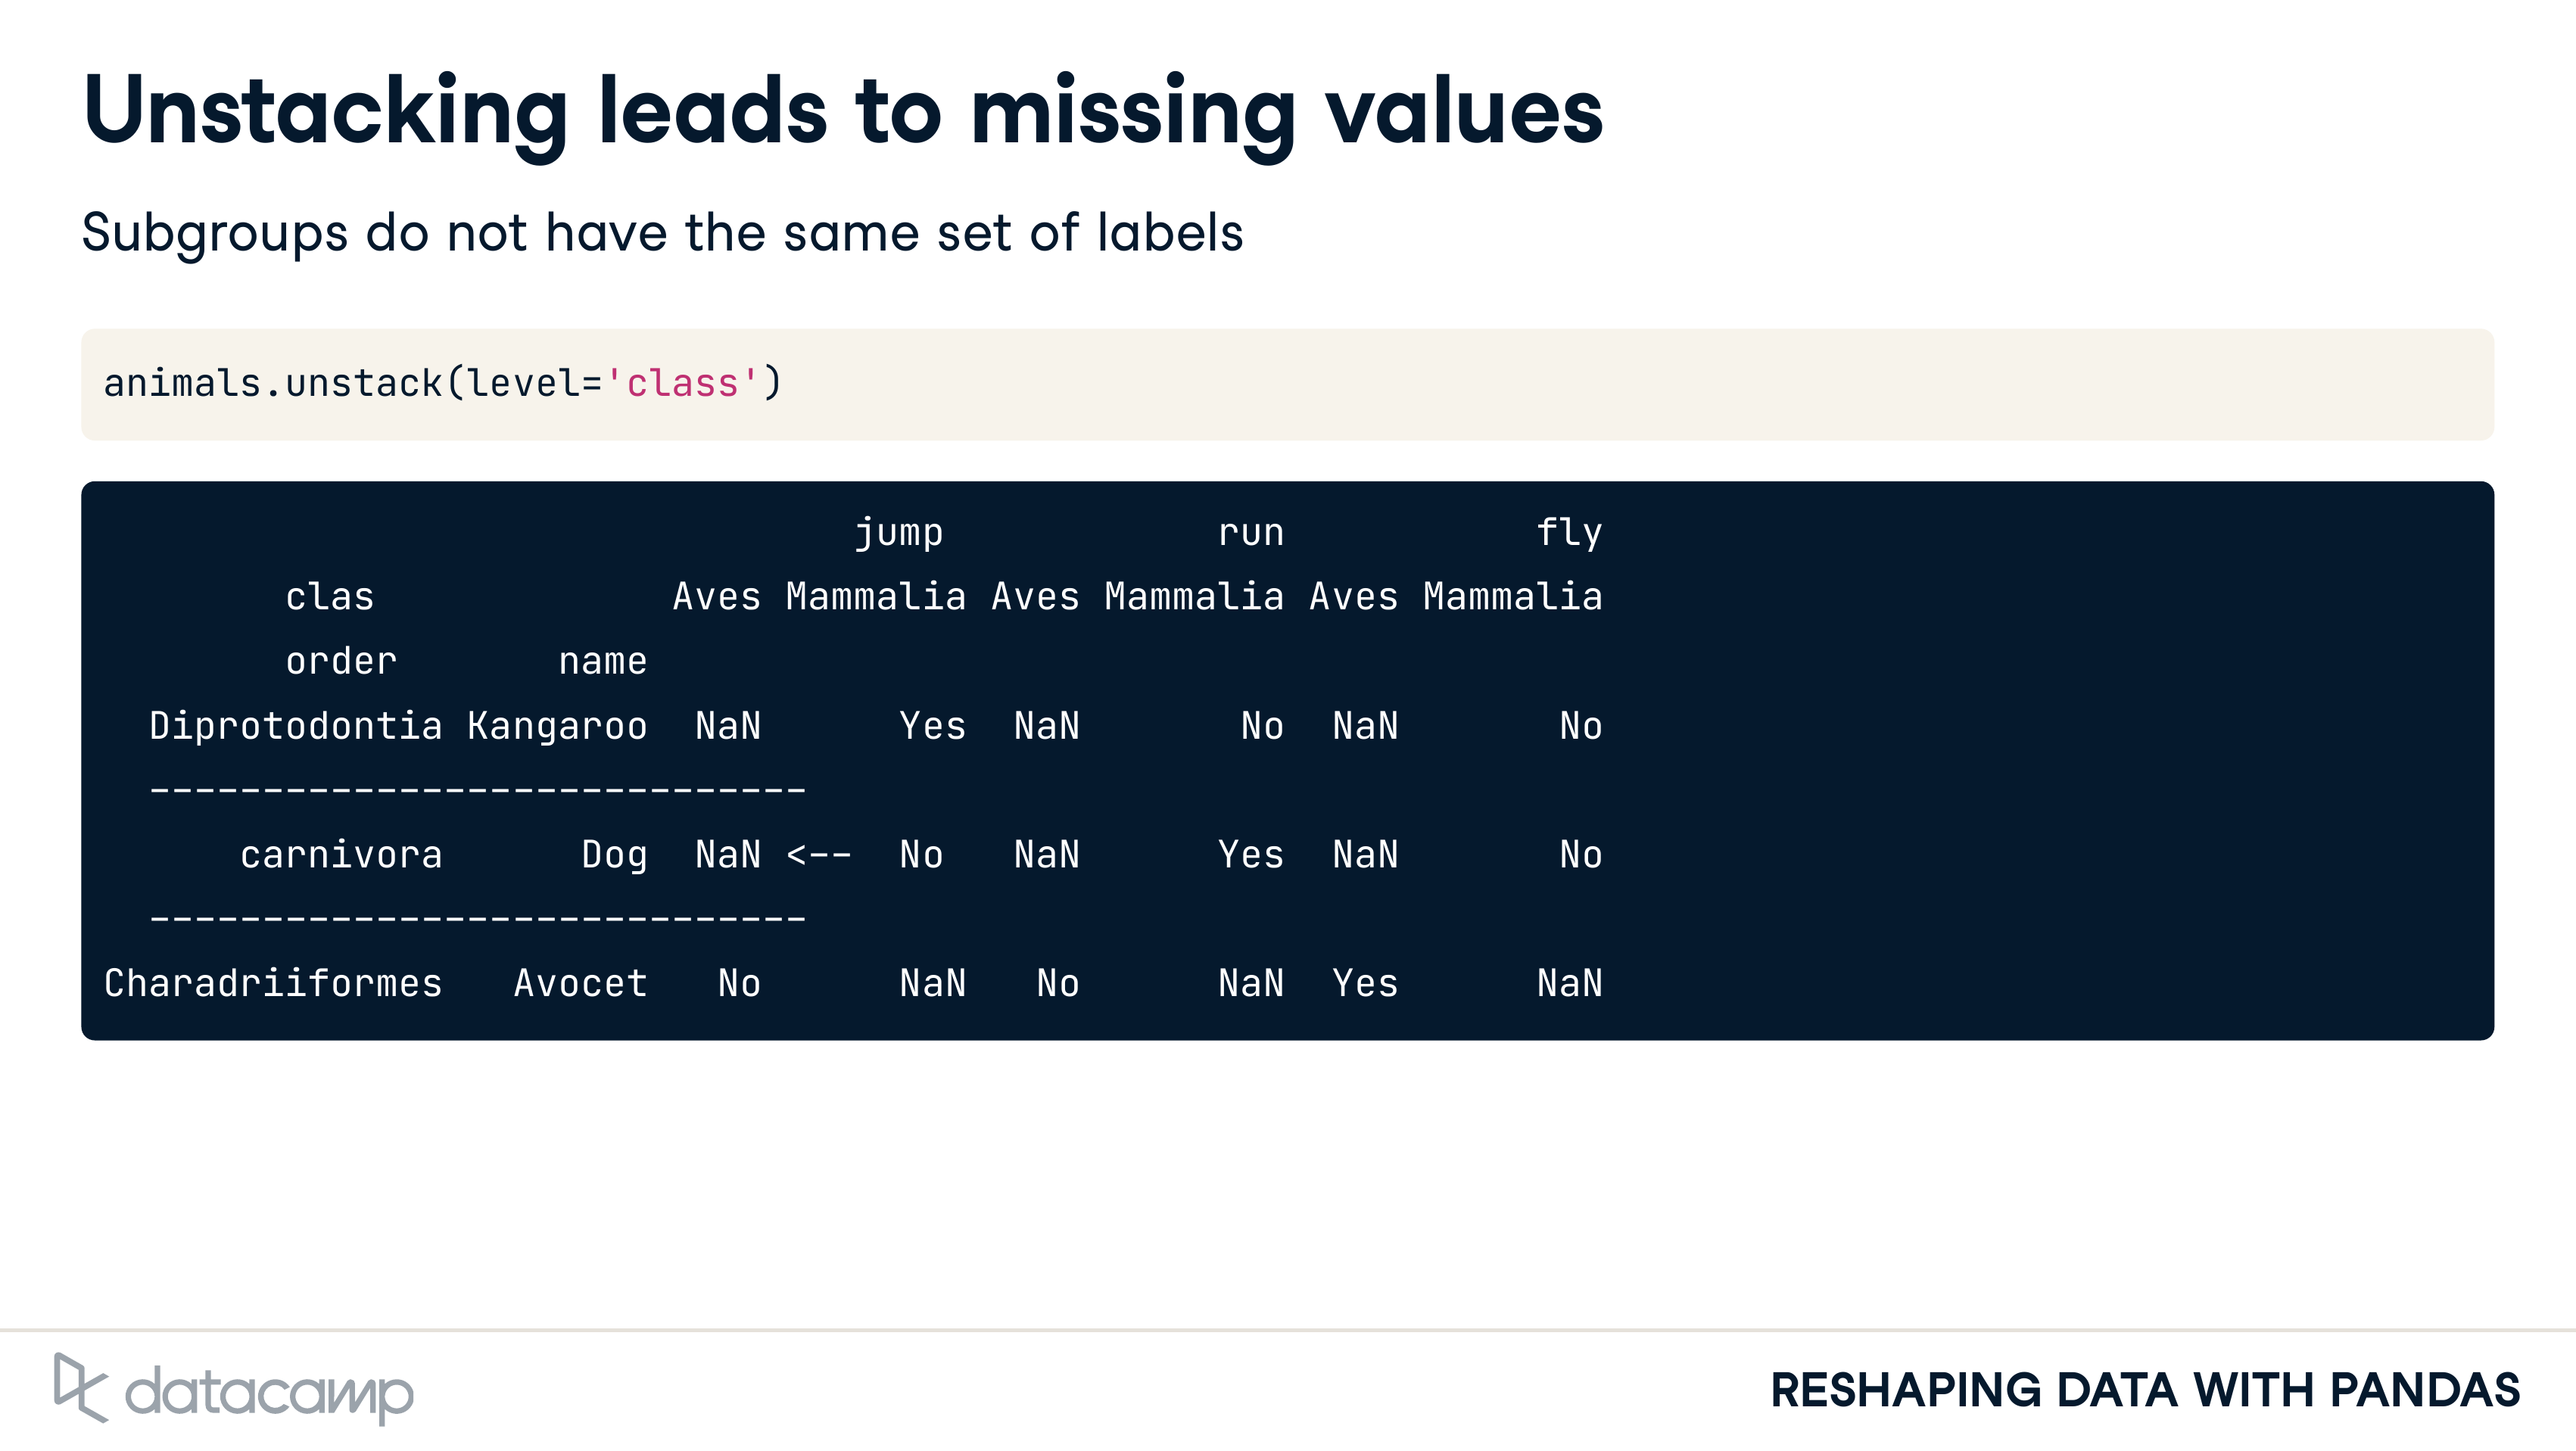 Unstacking leads to missing values
Subgroups do not have the same set of labels
animals.unstack(level='class')
jump run fly
clas Aves Mammalia Aves Mammalia Aves Mammalia
order name
Diprotodontia Kangaroo NaN Yes NaN No NaN No
-----------------------------
carnivora Dog NaN <-- No NaN Yes NaN No
-----------------------------
Charadriiformes Avocet No NaN No NaN Yes NaN
datacamp
RESHAPING DATA WITH PANDAS